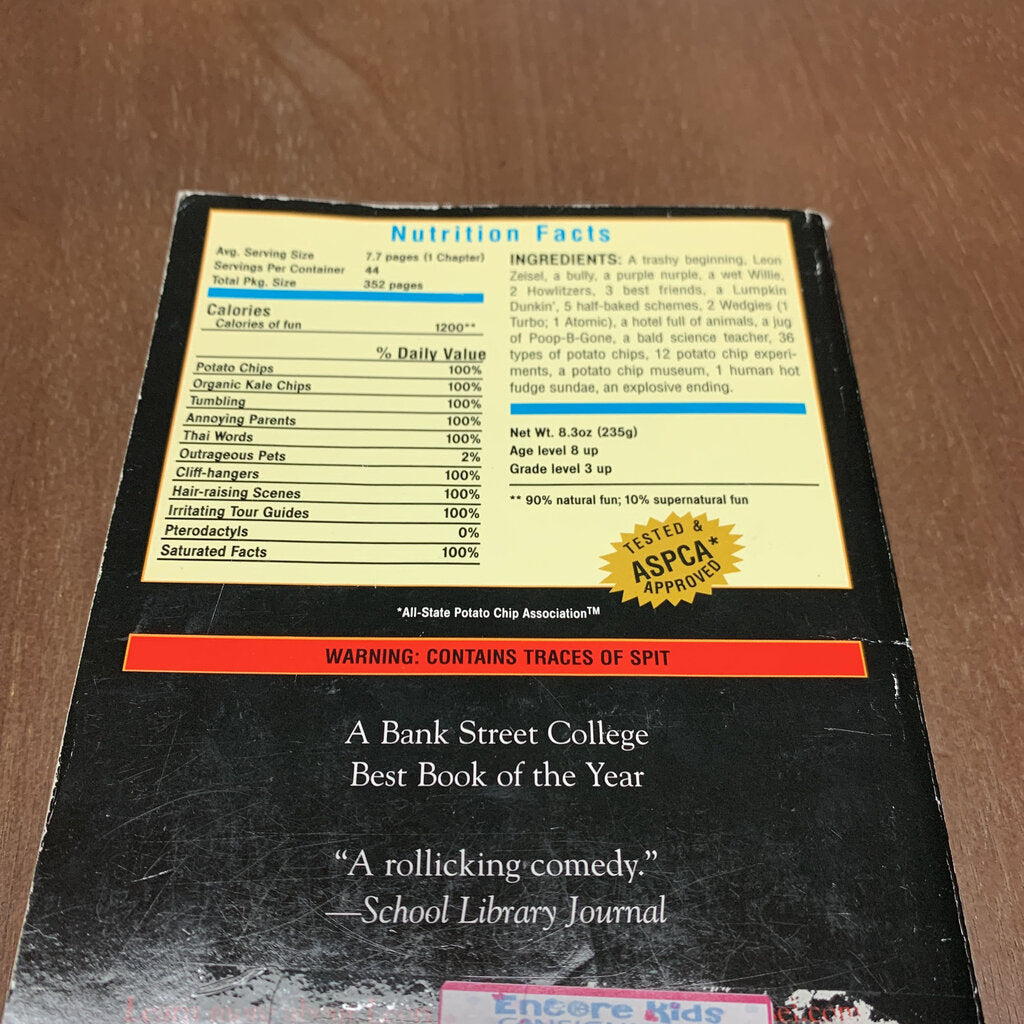 Nutrition Facts
Avg. Serving Size 7.7 pages (1 Chapter)
Servings Per Container 44
Total Pkg. Size 352 pages
Calories
Calories of fun 1200**
% Daily Value
Potato Chips 100%
Organic Kale Chips 100%
Tumbling 100%
Annoying Parents 100%
Thai Words 100%
Outrageous Pets 2%
Cliff-hangers 100%
Hair-raising Scenes 100%
Irritating Tour Guides 100%
Pterodactyls 0%
Saturated Facts 100%
INGREDIENTS: A trashy beginning, Leon
Zeisel, a bully, a purple nurple, a wet Willie,
2 Howlitzers, 3 best friends, a Lumpkin
Dunkin', 5 half-baked schemes, 2 Wedgies (1
Turbo; 1 Atomic), a hotel full of animals, a jug
of Poop-B-Gone, a bald science teacher, 36
types of potato chips, 12 potato chip experi-
ments, a potato chip museum, 1 human hot
fudge sundae, an explosive ending.
Net Wt. 8.3oz (235g)
Age level 8 up
Grade level 3 up
** 90% natural fun; 10% supernatural fun
TESTED &
ASPCA*
APPROVED
*All-State Potato Chip Association™
WARNING: CONTAINS TRACES OF SPIT
A Bank Street College
Best Book of the Year
“A rollicking comedy.”
—School Library Journal
Encore Kids